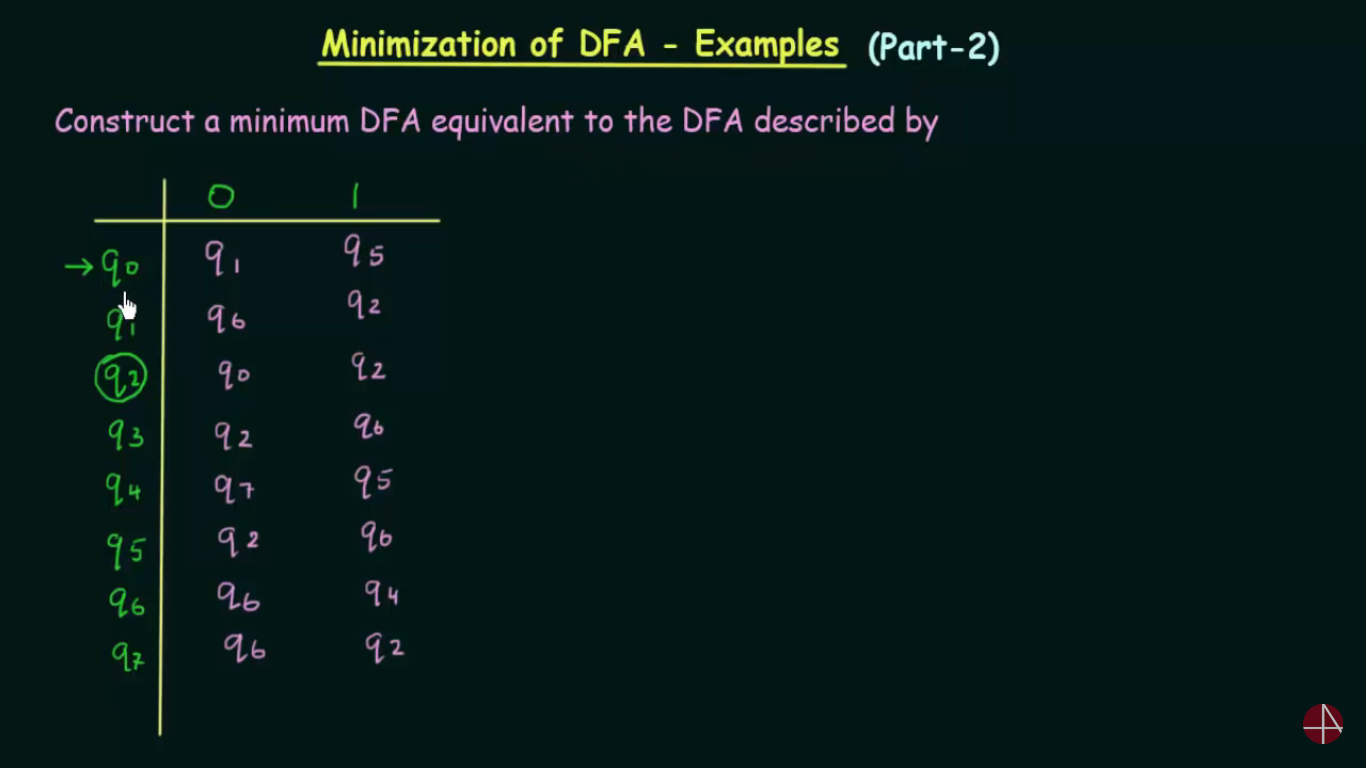 Minimization of DFA - Examples (Part-2)
Construct a minimum DFA equivalent to the DFA described by
0 1
→q0 q1 q5
q1 q6 q2
q2 q0 q2
q3 q2 q6
q4 q7 q5
q5 q2 q6
q6 q6 q4
q7 q6 q2